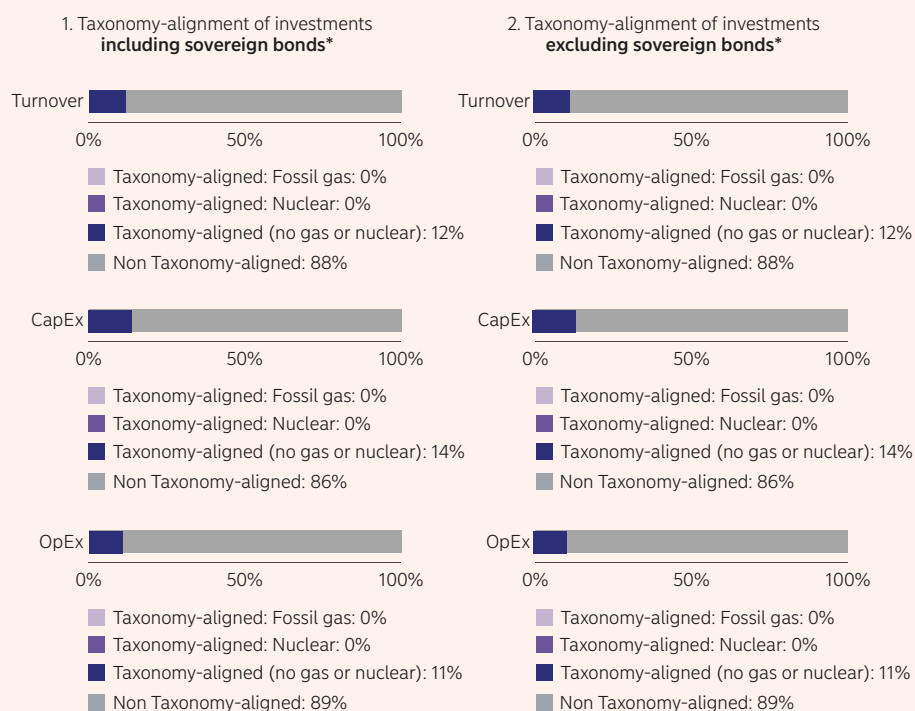 1. Taxonomy-alignment of investments
including sovereign bonds*
Turnover
0% 50% 100%
Taxonomy-aligned: Fossil gas: 0%
Taxonomy-aligned: Nuclear: 0%
Taxonomy-aligned (no gas or nuclear): 12%
Non Taxonomy-aligned: 88%
CapEx
0% 50% 100%
Taxonomy-aligned: Fossil gas: 0%
Taxonomy-aligned: Nuclear: 0%
Taxonomy-aligned (no gas or nuclear): 14%
Non Taxonomy-aligned: 86%
OpEx
0% 50% 100%
Taxonomy-aligned: Fossil gas: 0%
Taxonomy-aligned: Nuclear: 0%
Taxonomy-aligned (no gas or nuclear): 11%
Non Taxonomy-aligned: 89%
2. Taxonomy-alignment of investments
excluding sovereign bonds*
Turnover
0% 50% 100%
Taxonomy-aligned: Fossil gas: 0%
Taxonomy-aligned: Nuclear: 0%
Taxonomy-aligned (no gas or nuclear): 12%
Non Taxonomy-aligned: 88%
CapEx
0% 50% 100%
Taxonomy-aligned: Fossil gas: 0%
Taxonomy-aligned: Nuclear: 0%
Taxonomy-aligned (no gas or nuclear): 14%
Non Taxonomy-aligned: 86%
OpEx
0% 50% 100%
Taxonomy-aligned: Fossil gas: 0%
Taxonomy-aligned: Nuclear: 0%
Taxonomy-aligned (no gas or nuclear): 11%
Non Taxonomy-aligned: 89%